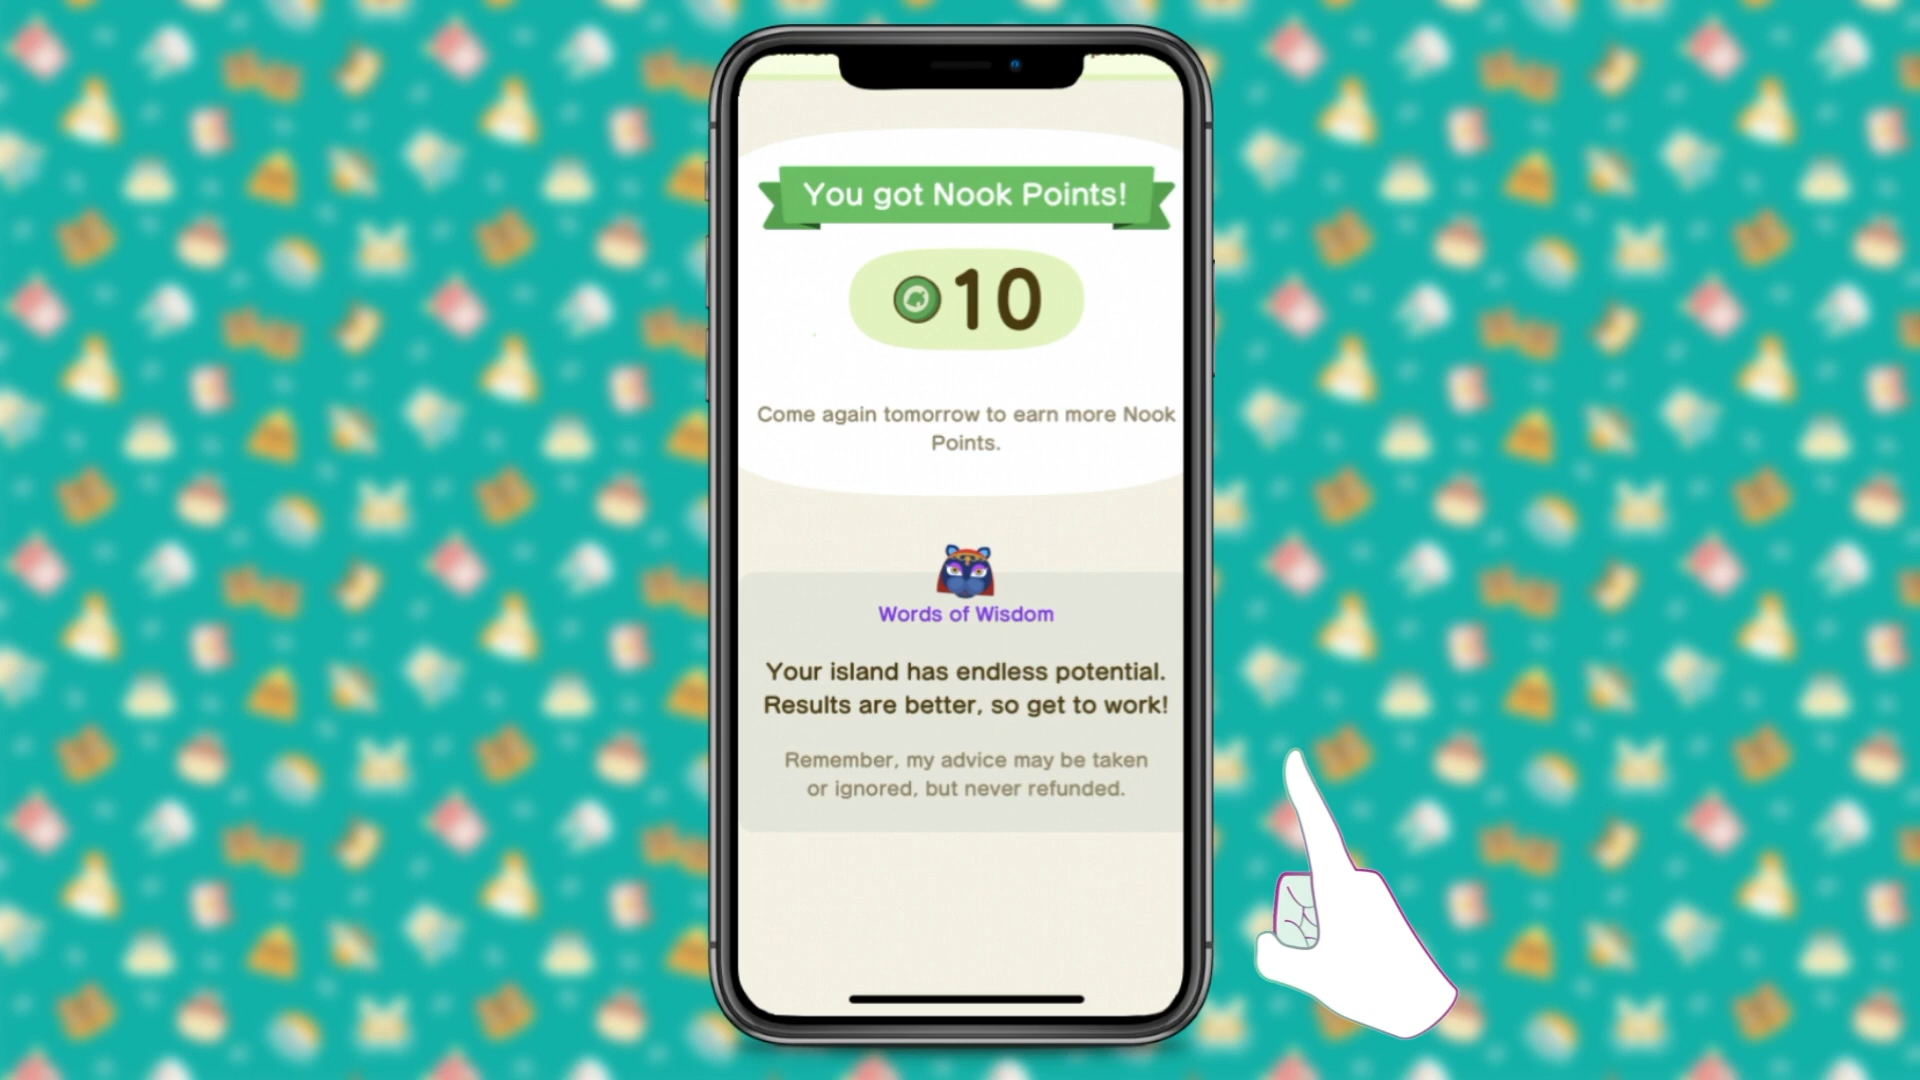 You got Nook Points!
10
Come again tomorrow to earn more Nook
Points.
Words of Wisdom
Your island has endless potential.
Results are better, so get to work!
Remember, my advice may be taken
or ignored, but never refunded.